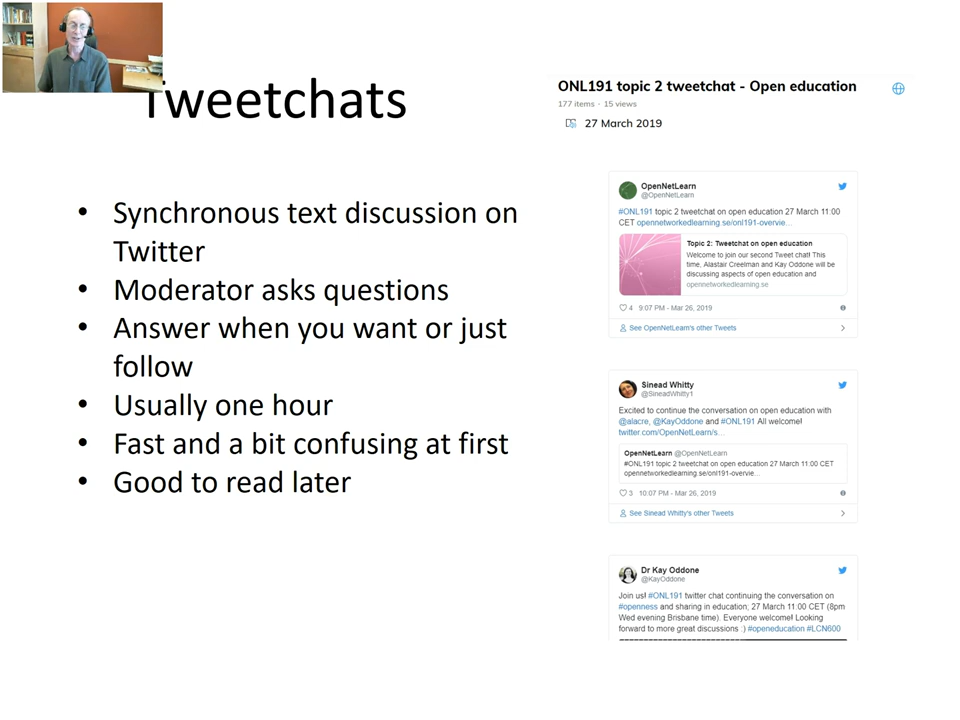 Tweetchats
• Synchronous text discussion on
Twitter
• Moderator asks questions
• Answer when you want or just
follow
• Usually one hour
• Fast and a bit confusing at first
• Good to read later
ONL191 topic 2 tweetchat - Open education
177 items · 15 views
27 March 2019
OpenNetLearn
@OpenNetLearn
#ONL191 topic 2 tweetchat on open education 27 March 11:00
CET opennetworkedlearning.se/onl191-overvie…
Topic 2: Tweetchat on open education
Welcome to join our second Tweet chat! This
time, Alastair Creelman and Kay Oddone will be
discussing aspects of open education and
opennetworkedlearning.se
4 9:07 PM - Mar 26, 2019
See OpenNetLearn's other Tweets
Sinead Whitty
@SineadWhitty1
Excited to continue the conversation on open education with
@alacre, @KayOddone and #ONL191 All welcome!
twitter.com/OpenNetLearn/s…
OpenNetLearn @OpenNetLearn
#ONL191 topic 2 tweetchat on open education 27 March 11:00 CET
opennetworkedlearning.se/onl191-overvie…
3 10:07 PM - Mar 26, 2019
See Sinead Whitty's other Tweets
Dr Kay Oddone
@KayOddone
Join us! #ONL191 twitter chat continuing the conversation on
#openness and sharing in education; 27 March 11:00 CET (8pm
Wed evening Brisbane time). Everyone welcome! Looking
forward to more great discussions :) #openeducation #LCN600